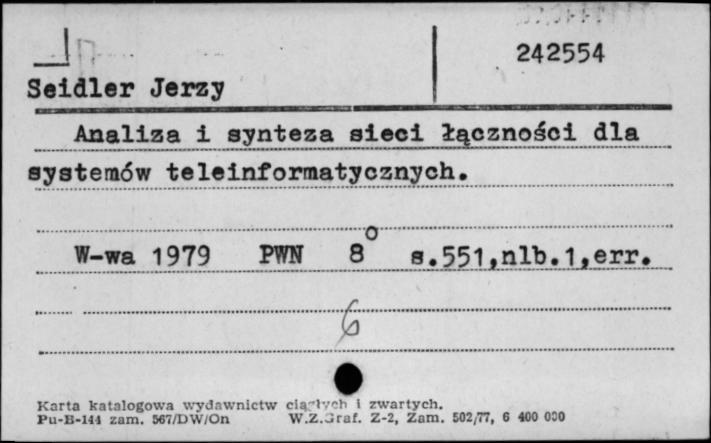 242554
Seidler Jerzy
Analiza i synteza sieci łączności dla
systemów teleinformatycznych.
W-wa 1979 PWN 8° s.551,nlb.1,err.
6
Karta katalogowa wydawnictw ciągłych i zwartych.
Pu-B-144 zam. 567/DW/On W.Z.Graf. Z-2, Zam. 502/77, 6 400 000